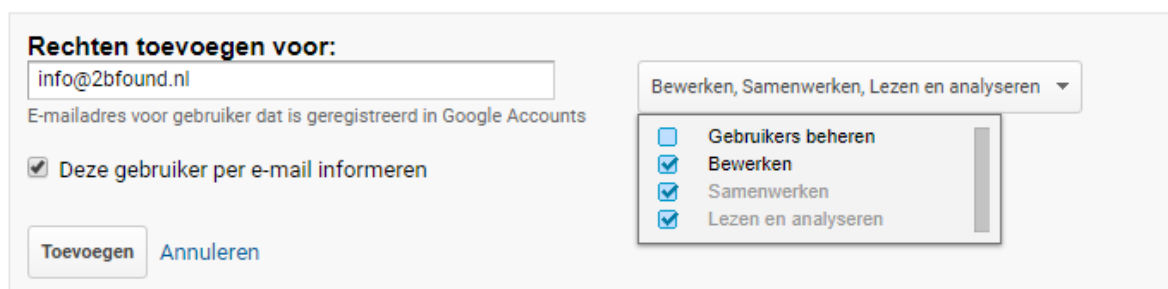 Rechten toevoegen voor:
info@2bfound.nl
E-mailadres voor gebruiker dat is geregistreerd in Google Accounts
Deze gebruiker per e-mail informeren
Toevoegen Annuleren
Bewerken, Samenwerken, Lezen en analyseren
Gebruikers beheren
Bewerken
Samenwerken
Lezen en analyseren